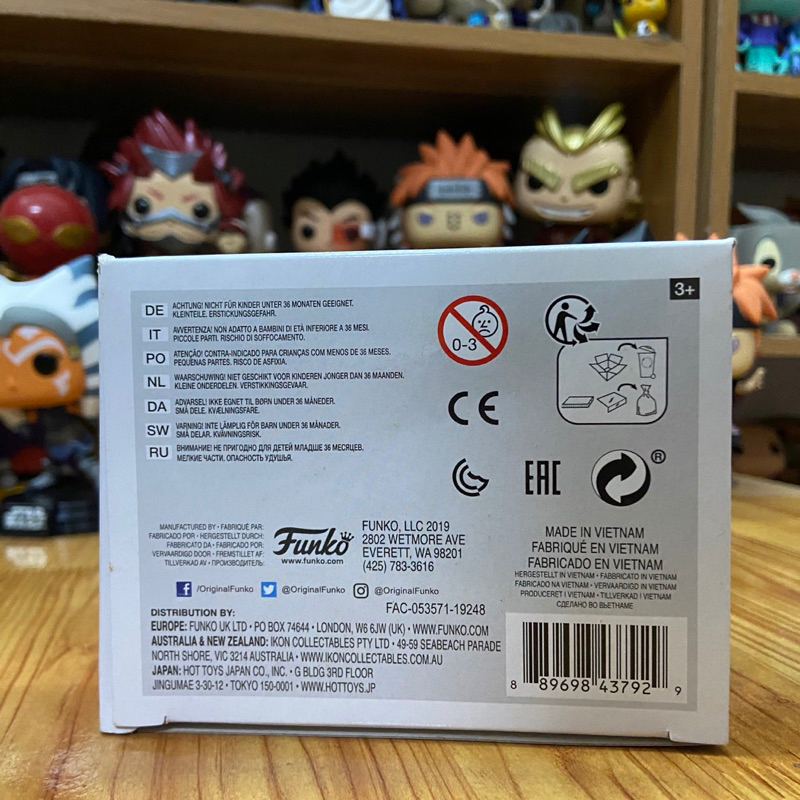 3+
DE ACHTUNG! NICHT FÜR KINDER UNTER 36 MONATEN GEEIGNET.
KLEINTEILE. ERSTICKUNGSGEFAHR.
IT AVVERTENZA! NON ADATTO A BAMBINI DI ETÀ INFERIORE A 36 MESI.
PICCOLE PARTI. RISCHIO DI SOFFOCAMENTO.
PO ATENÇÃO! CONTRA-INDICADO PARA CRIANÇAS COM MENOS DE 36 MESES.
PEQUENAS PARTES. RISCO DE ASFIXIA.
NL WAARSCHUWING! NIET GESCHIKT VOOR KINDEREN JONGER DAN 36 MAANDEN.
KLEINE ONDERDELEN. VERSTIKKINGSGEVAAR.
DA ADVARSEL! IKKE EGNET TIL BØRN UNDER 36 MÅNEDER.
SMÅ DELE. KVÆLNINGSFARE.
SW VARNING! INTE LÄMPLIG FÖR BARN UNDER 36 MÅNADER.
SMÅ DELAR. KVÄVNINGSRISK.
RU ВНИМАНИЕ! НЕ ПРИГОДНО ДЛЯ ДЕТЕЙ МЛАДШЕ 36 МЕСЯЦЕВ.
МЕЛКИЕ ЧАСТИ. ОПАСНОСТЬ УДУШЬЯ.
0-3
CE
EAC
®
MANUFACTURED BY • FABRIQUÉ PAR:
FABRICADO POR: • HERGESTELLT DURCH:
FABBRICATO DA • FABRICADO POR:
VERVAARDIGD DOOR • FREMSTILLET AF:
TILLVERKAD AV • ПРОИЗВОДИТЕЛЬ:
Funko
www.funko.com
FUNKO, LLC 2019
2802 WETMORE AVE
EVERETT, WA 98201
(425) 783-3616
MADE IN VIETNAM
FABRIQUÉ EN VIETNAM
FABRICADO EN VIETNAM
HERGESTELLT IN VIETNAM • FABBRICATO IN VIETNAM
FABRICADO NA VIETNAM • VERVAARDIGD IN VIETNAM
PRODUCERET I VIETNAM • TILLVERKAD I VIETNAM
СДЕЛАНО ВО ВЬЕТНАМЕ
/OriginalFunko @OriginalFunko @OriginalFunko
FAC-053571-19248
DISTRIBUTION BY:
EUROPE: FUNKO UK LTD • PO BOX 74644 • LONDON, W6 6JW (UK) • WWW.FUNKO.COM
AUSTRALIA & NEW ZEALAND: IKON COLLECTABLES PTY LTD • 49-59 SEABEACH PARADE
NORTH SHORE, VIC 3214 AUSTRALIA • WWW.IKONCOLLECTABLES.COM.AU
JAPAN: HOT TOYS JAPAN CO., INC. • G BLDG 3RD FLOOR
JINGUMAE 3-30-12 • TOKYO 150-0001 • WWW.HOTTOYS.JP
8 89698 43792 9
STAR
WARS